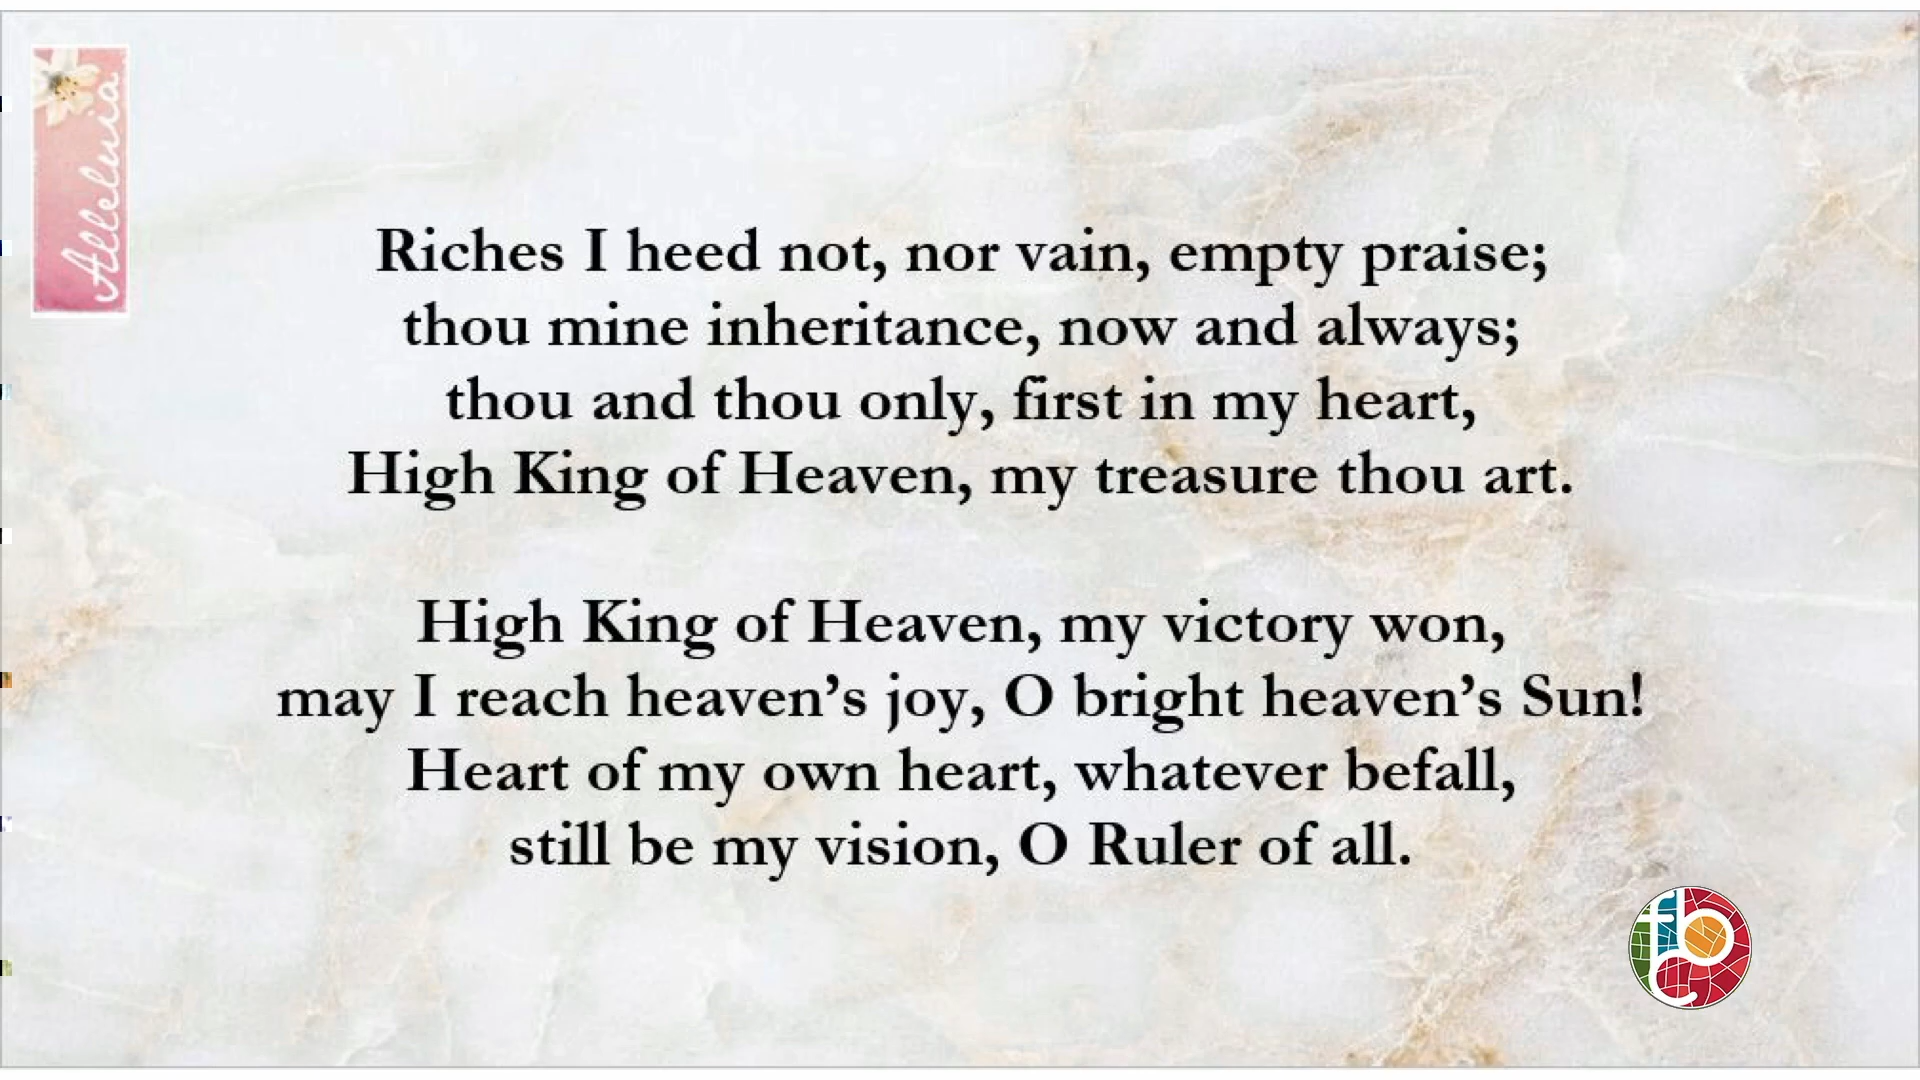 Alleluia
Riches I heed not, nor vain, empty praise;
thou mine inheritance, now and always;
thou and thou only, first in my heart,
High King of Heaven, my treasure thou art.
High King of Heaven, my victory won,
may I reach heaven’s joy, O bright heaven’s Sun!
Heart of my own heart, whatever befall,
still be my vision, O Ruler of all.
fbc